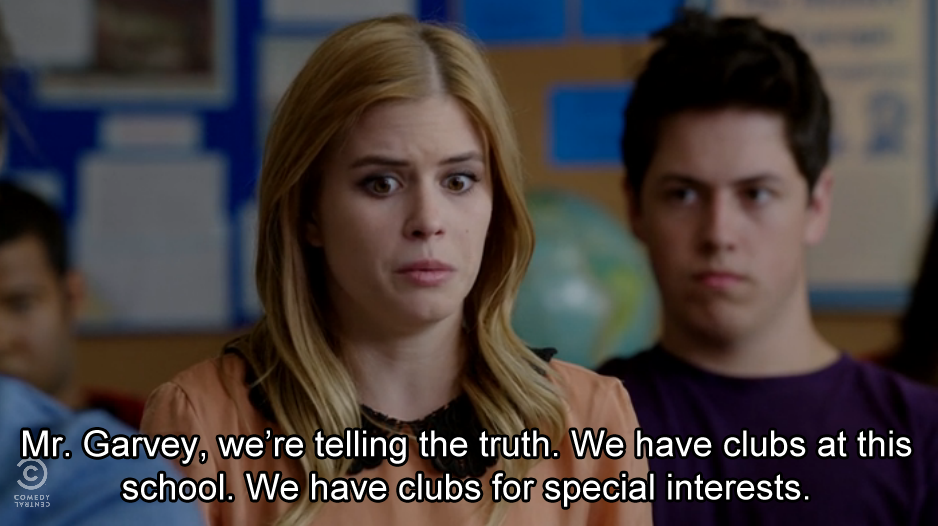 Mr. Garvey, we're telling the truth. We have clubs at this
school. We have clubs for special interests.
COMEDY
CENTRAL